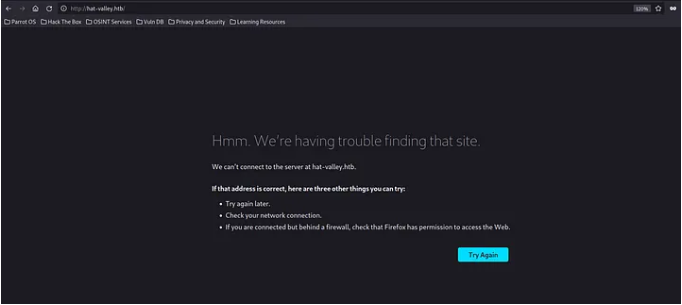 http://hat-valley.htb/
120%
Parrot OS Hack The Box OSINT Services Vuln DB Privacy and Security Learning Resources
Hmm. We're having trouble finding that site.
We can't connect to the server at hat-valley.htb.
If that address is correct, here are three other things you can try:
Try again later.
Check your network connection.
If you are connected but behind a firewall, check that Firefox has permission to access the Web.
Try Again